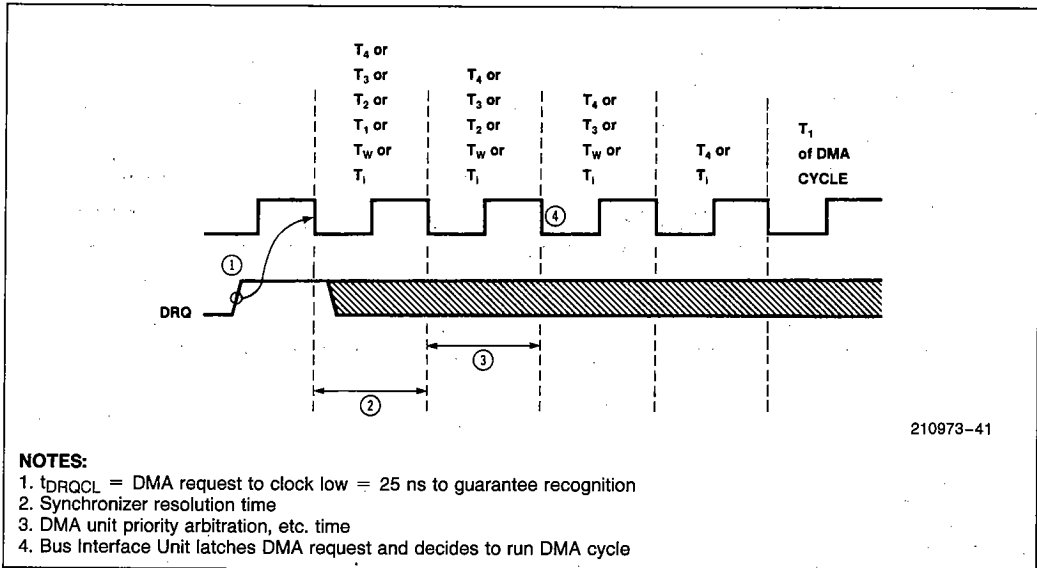 T4 or
T3 or
T2 or
T1 or
TW or
Ti
T4 or
T3 or
T2 or
TW or
Ti
T4 or
T3 or
TW or
Ti
T4 or
Ti
T1
of DMA
CYCLE
④
①
DRQ
③
②
210973-41
NOTES:
1. tDRQCL = DMA request to clock low = 25 ns to guarantee recognition
2. Synchronizer resolution time
3. DMA unit priority arbitration, etc. time
4. Bus Interface Unit latches DMA request and decides to run DMA cycle